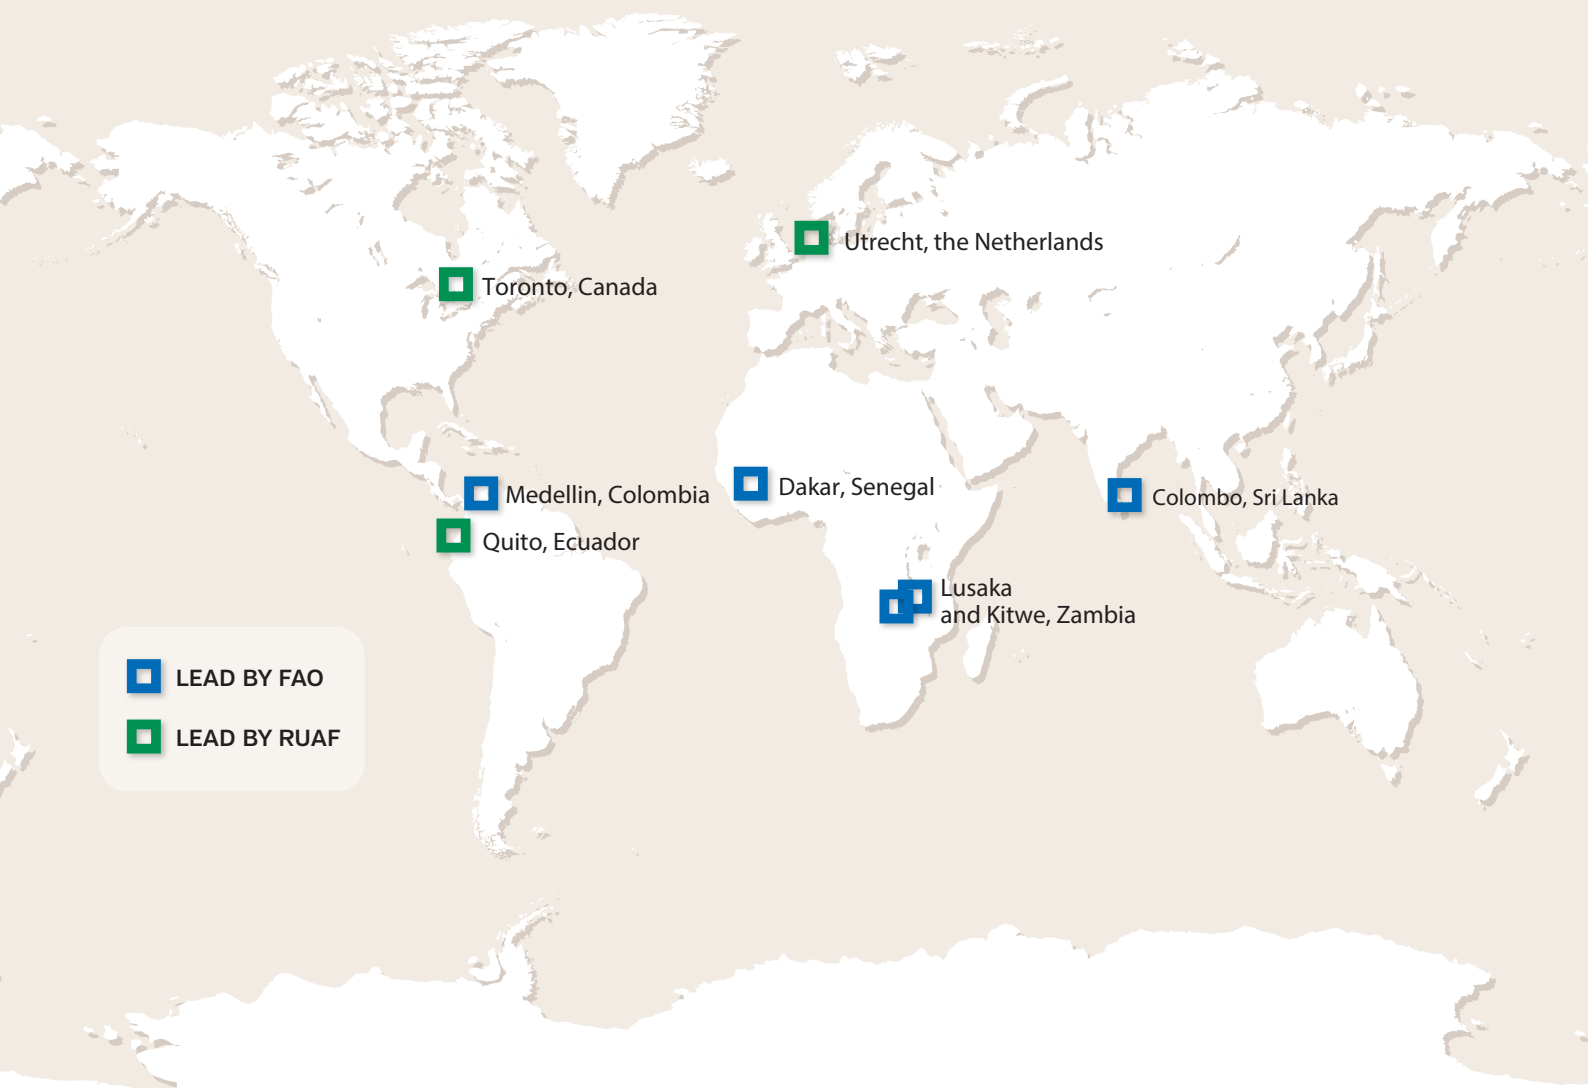 Utrecht, the Netherlands
Toronto, Canada
Medellin, Colombia
Dakar, Senegal
Colombo, Sri Lanka
Quito, Ecuador
Lusaka
and Kitwe, Zambia
LEAD BY FAO
LEAD BY RUAF